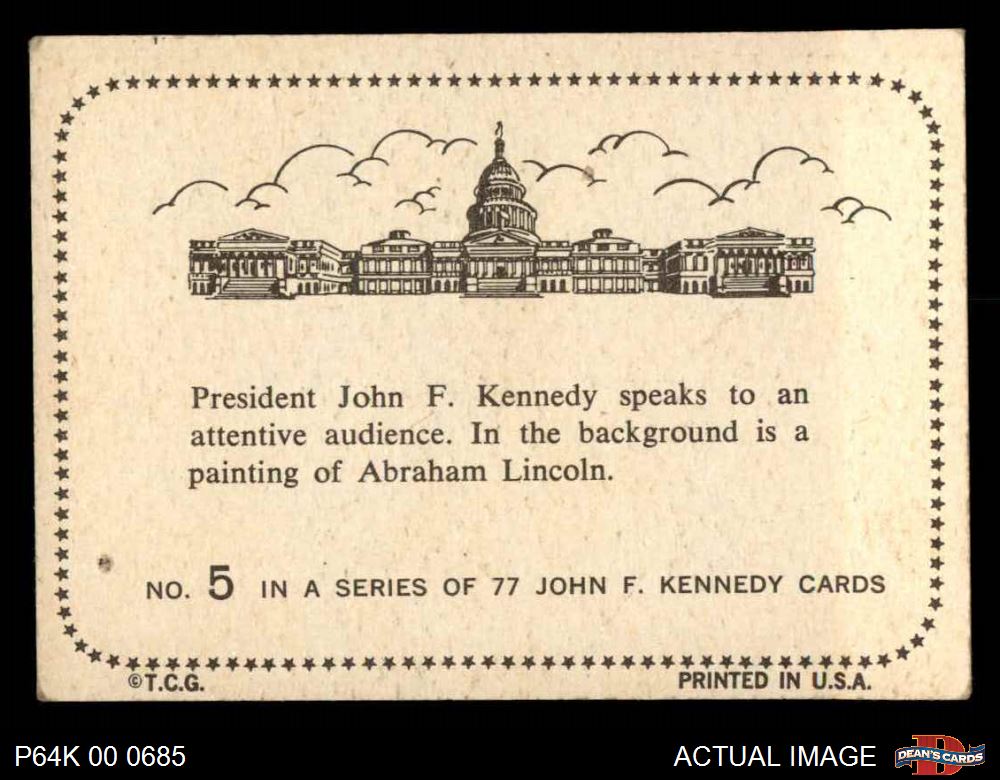 President John F. Kennedy speaks to an
attentive audience. In the background is a
painting of Abraham Lincoln.
NO. 5 IN A SERIES OF 77 JOHN F. KENNEDY CARDS
©T.C.G. PRINTED IN U.S.A.
P64K 00 0685 ACTUAL IMAGE D DEAN'S CARDS